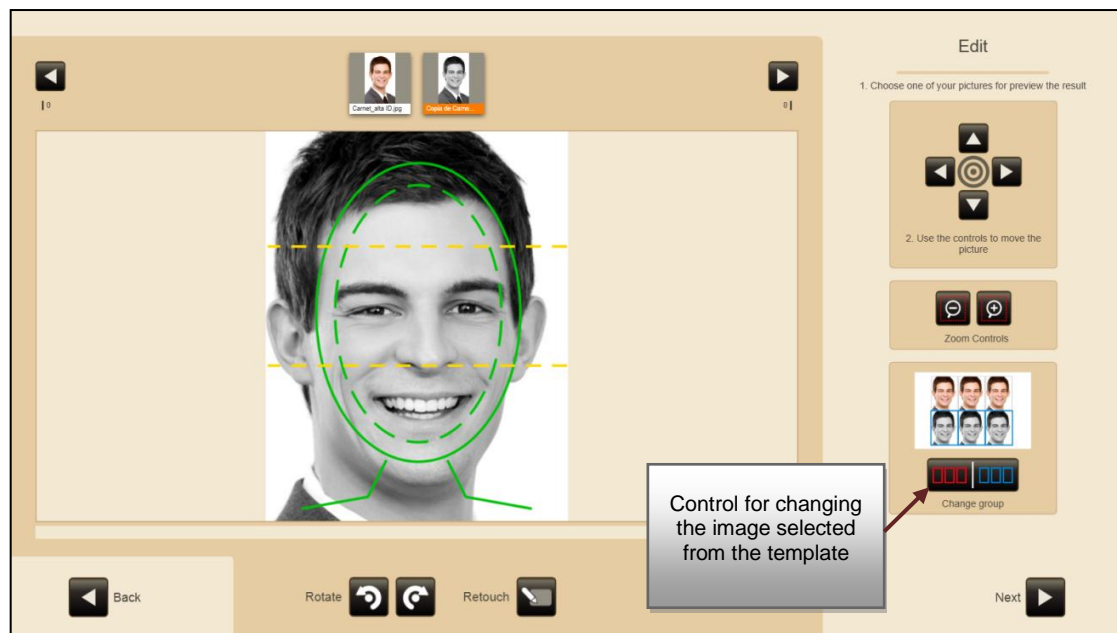 Edit
1. Choose one of your pictures for preview the result
Carnet_alta ID.jpg
Copia de Carne...
0
0
2. Use the controls to move the
picture
Zoom Controls
Change group
Control for changing
the image selected
from the template
Back
Rotate
Retouch
Next